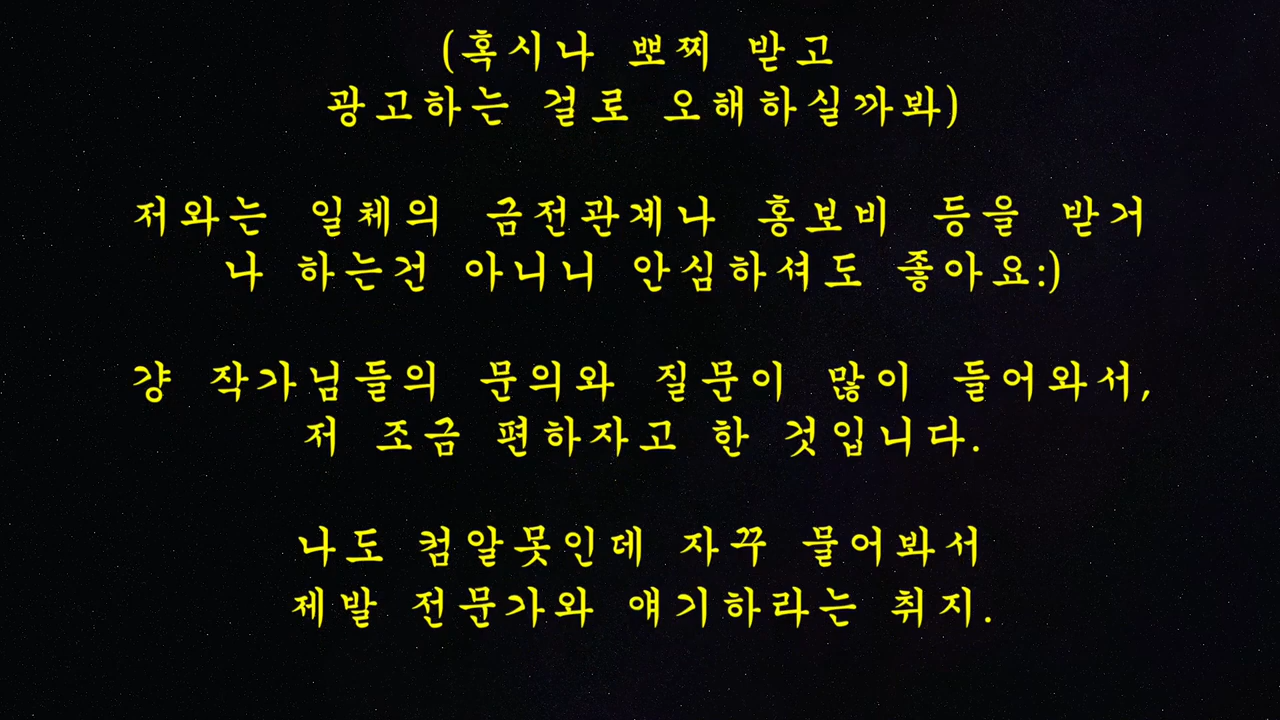 (혹시나 뽀찌 받고
광고하는 걸로 오해하실까봐)
저와는 일체의 금전관계나 홍보비 등을 받거
나 하는건 아니니 안심하셔도 좋아요:)
걍 작가님들의 문의와 질문이 많이 들어와서,
저 조금 편하자고 한 것입니다.
나도 컴알못인데 자꾸 물어봐서
제발 전문가와 얘기하라는 취지.